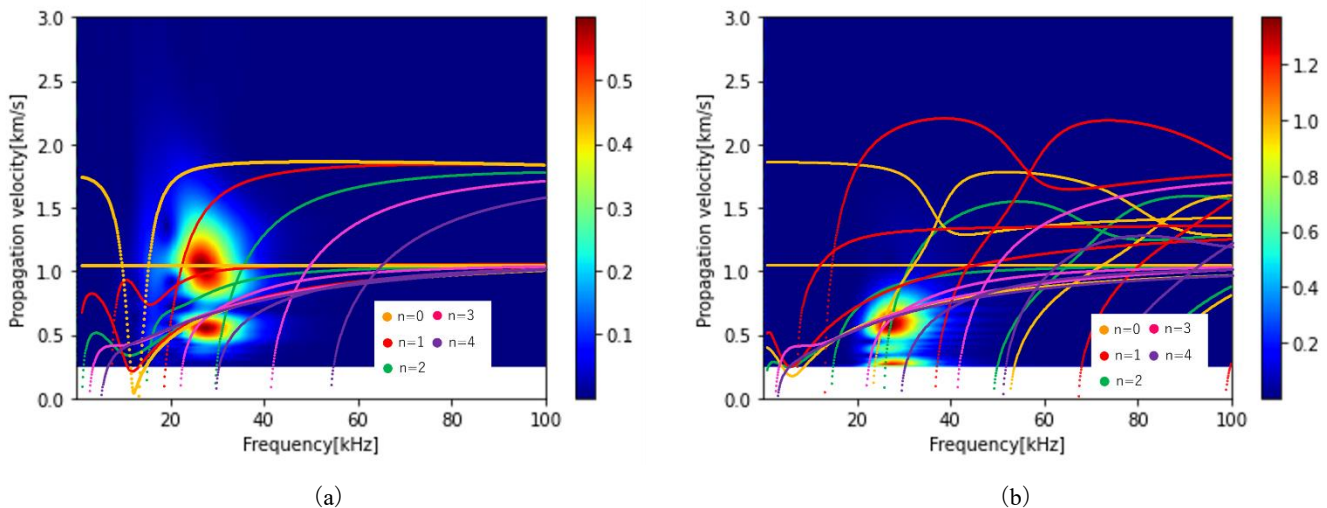 3.0
2.5
2.0
1.5
1.0
0.5
0.0
Propagation velocity[km/s]
20
40
60
80
100
Frequency[kHz]
n=0
n=3
n=1
n=4
n=2
0.5
0.4
0.3
0.2
0.1
(a)
3.0
2.5
2.0
1.5
1.0
0.5
0.0
Propagation velocity[km/s]
20
40
60
80
100
Frequency[kHz]
n=0
n=3
n=1
n=4
n=2
1.2
1.0
0.8
0.6
0.4
0.2
(b)